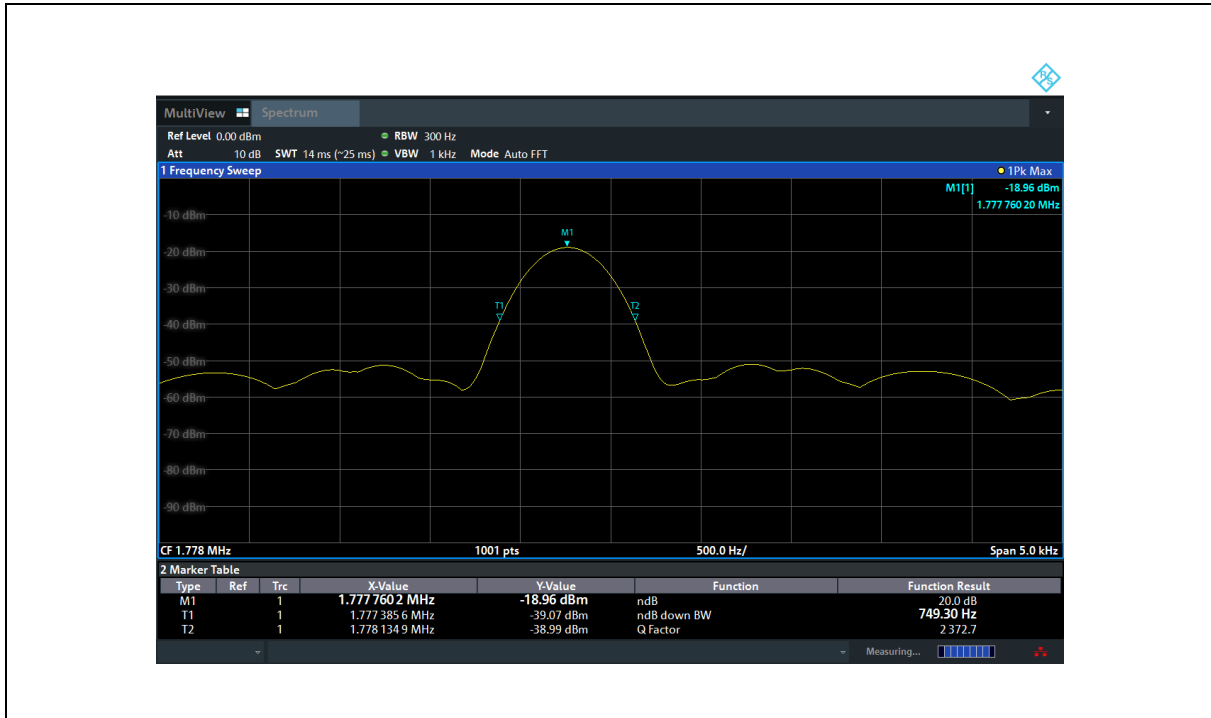 R S
MultiView Spectrum
Ref Level 0.00 dBm RBW 300 Hz
Att 10 dB SWT 14 ms (~25 ms) VBW 1 kHz Mode Auto FFT
1 Frequency Sweep 1Pk Max
M1[1] -18.96 dBm
1.777 760 20 MHz
-10 dBm
M1
-20 dBm
-30 dBm
T1 T2
-40 dBm
-50 dBm
-60 dBm
-70 dBm
-80 dBm
-90 dBm
CF 1.778 MHz 1001 pts 500.0 Hz/ Span 5.0 kHz
2 Marker Table
Type Ref Trc X-Value Y-Value Function Function Result
M1 1 1.777 760 2 MHz -18.96 dBm ndB 20.0 dB
T1 1 1.777 385 6 MHz -39.07 dBm ndB down BW 749.30 Hz
T2 1 1.778 134 9 MHz -38.99 dBm Q Factor 2 372.7
Measuring...